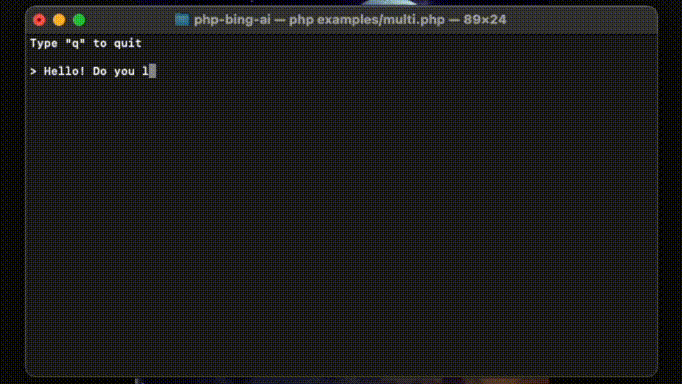 php-bing-ai — php examples/multi.php — 89×24
Type "q" to quit
> Hello! Do you l